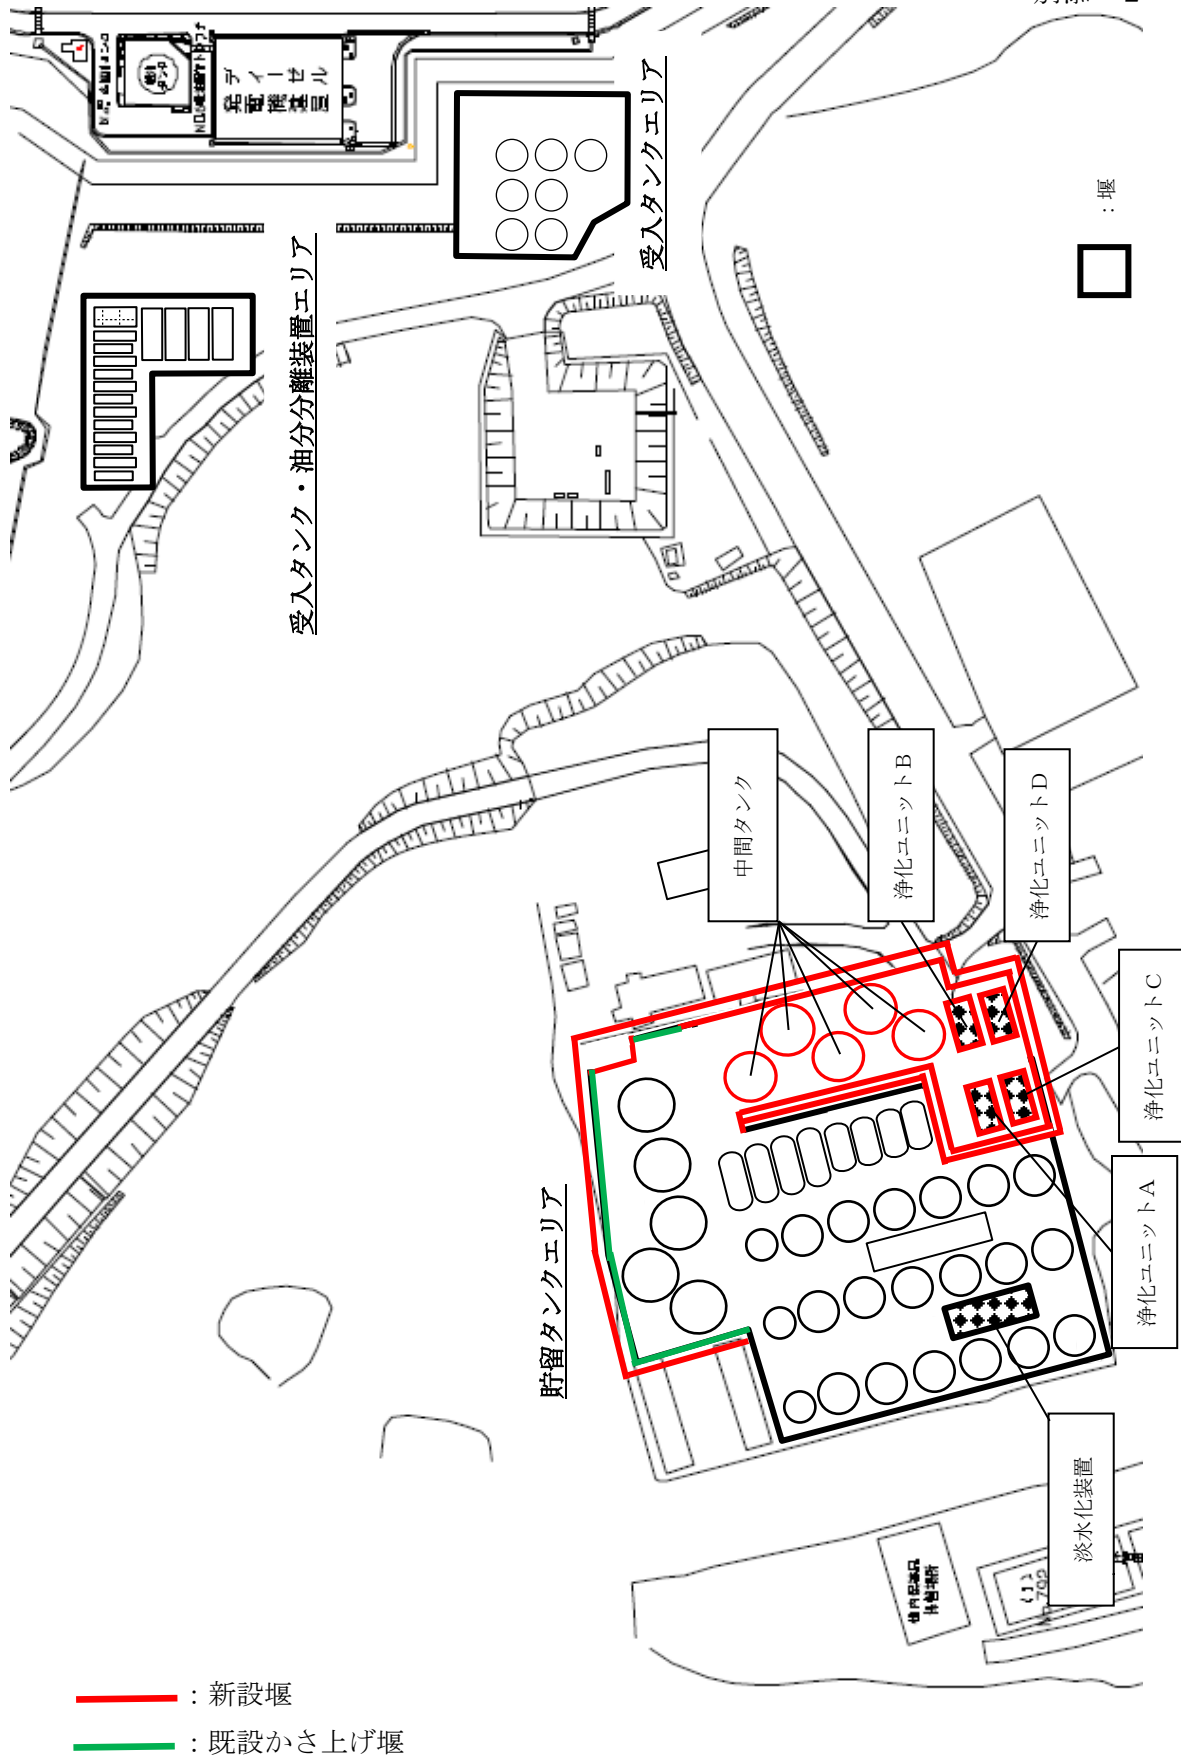 ディーゼル
発電機建屋
受入タンクエリア
：堰
受入タンク・油分分離装置エリア
中間タンク
浄化ユニットB
浄化ユニットD
浄化ユニットC
浄化ユニットA
貯留タンクエリア
淡水化装置
：新設堰
：既設かさ上げ堰